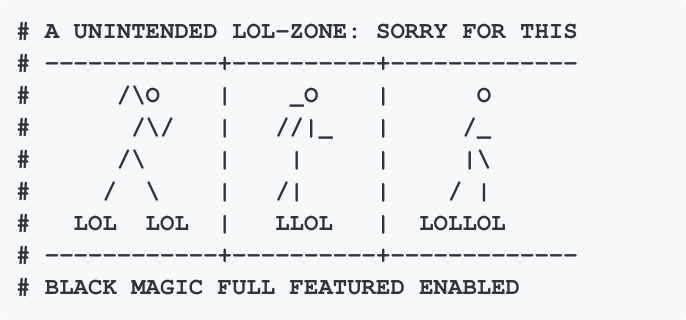 # A UNINTENDED LOL-ZONE: SORRY FOR THIS
# ------------+----------+-------------
#      /\O    |    _O    |      O
#       /\/   |   //|_   |     /_
#      /\     |    |     |     |\
#     /  \    |   /|     |    / |
#   LOL  LOL  |   LLOL   |  LOLLOL
# ------------+----------+-------------
# BLACK MAGIC FULL FEATURED ENABLED